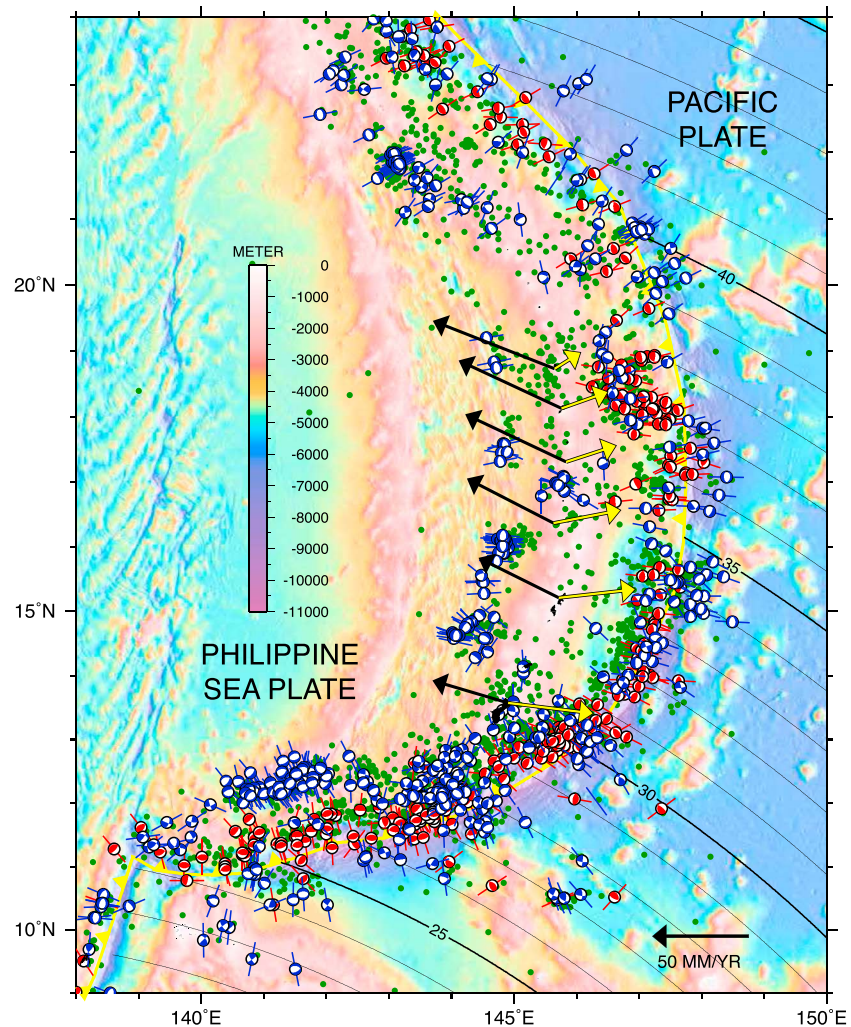 PACIFIC
PLATE
METER
0
-1000
-2000
-3000
-4000
-5000
-6000
-7000
-8000
-9000
-10000
-11000
40
35
30
25
PHILIPPINE
SEA PLATE
50 MM/YR
20°N
15°N
10°N
140°E
145°E
150°E